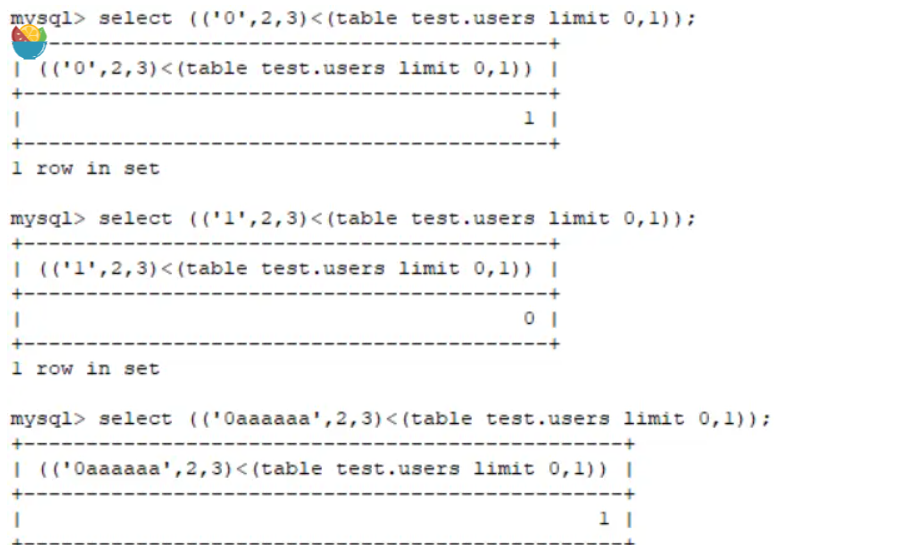 mysql> select (('0',2,3)<(table test.users limit 0,1));
+------------------------------------------+
| (('0',2,3)<(table test.users limit 0,1)) |
+------------------------------------------+
| 1 |
+------------------------------------------+
1 row in set
mysql> select (('1',2,3)<(table test.users limit 0,1));
+------------------------------------------+
| (('1',2,3)<(table test.users limit 0,1)) |
+------------------------------------------+
| 0 |
+------------------------------------------+
1 row in set
mysql> select (('0aaaaaa',2,3)<(table test.users limit 0,1));
+------------------------------------------------+
| (('0aaaaaa',2,3)<(table test.users limit 0,1)) |
+------------------------------------------------+
| 1 |
+------------------------------------------------+